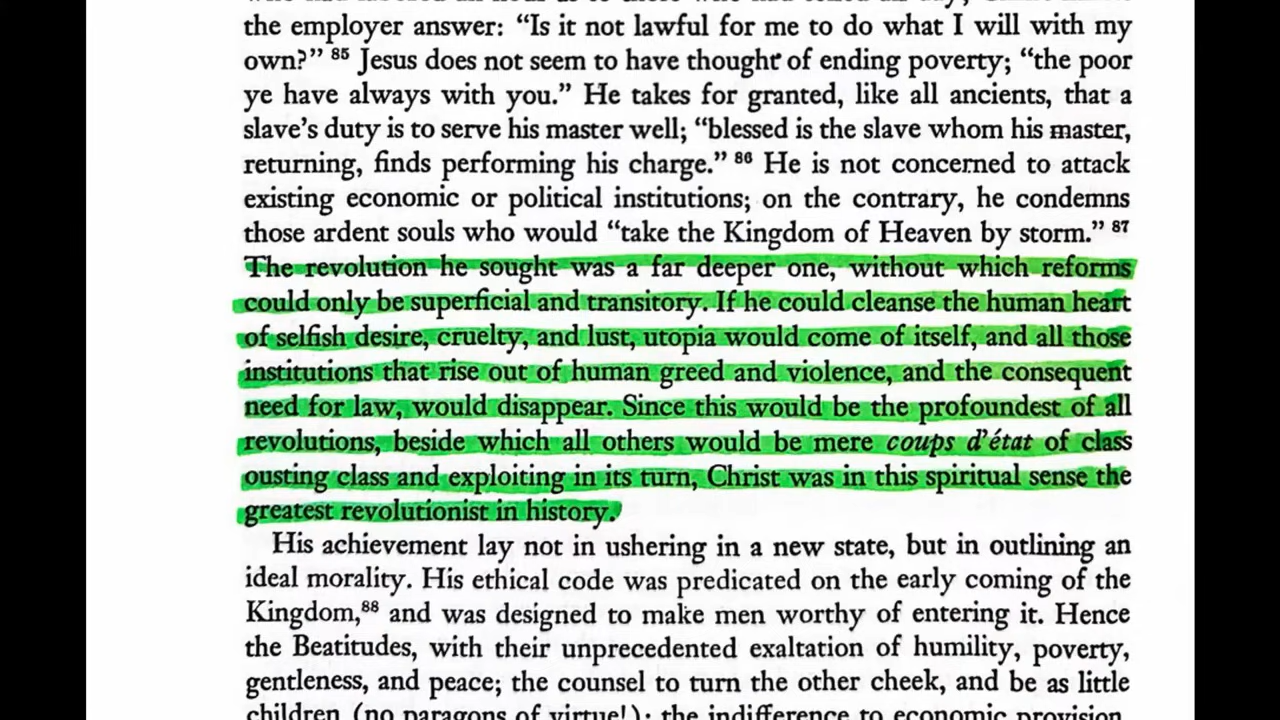 the employer answer: “Is it not lawful for me to do what I will with my
own?” 85 Jesus does not seem to have thought of ending poverty; “the poor
ye have always with you.” He takes for granted, like all ancients, that a
slave’s duty is to serve his master well; “blessed is the slave whom his master,
returning, finds performing his charge.” 86 He is not concerned to attack
existing economic or political institutions; on the contrary, he condemns
those ardent souls who would “take the Kingdom of Heaven by storm.” 87
The revolution he sought was a far deeper one, without which reforms
could only be superficial and transitory. If he could cleanse the human heart
of selfish desire, cruelty, and lust, utopia would come of itself, and all those
institutions that rise out of human greed and violence, and the consequent
need for law, would disappear. Since this would be the profoundest of all
revolutions, beside which all others would be mere coups d’état of class
ousting class and exploiting in its turn, Christ was in this spiritual sense the
greatest revolutionist in history.
His achievement lay not in ushering in a new state, but in outlining an
ideal morality. His ethical code was predicated on the early coming of the
Kingdom,88 and was designed to make men worthy of entering it. Hence
the Beatitudes, with their unprecedented exaltation of humility, poverty,
gentleness, and peace; the counsel to turn the other cheek, and be as little
children (no paragons of virtue!); the indifference to economic provision,